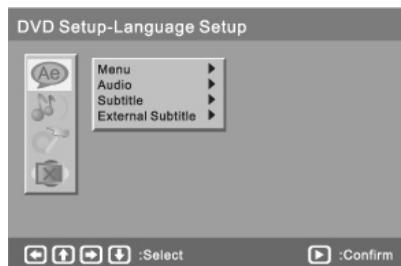 DVD Setup-Language Setup
Ae
Menu
Audio
Subtitle
External Subtitle
:Select
:Confirm